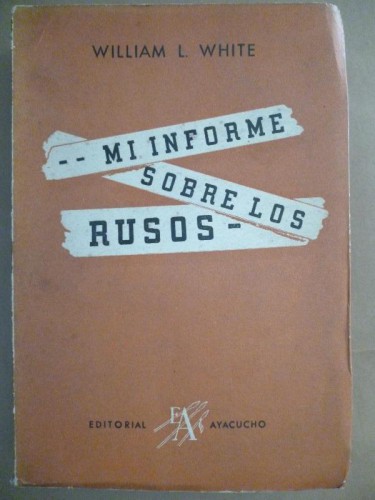 WILLIAM L. WHITE
-- MI INFORME
SOBRE LOS
RUSOS -
EDITORIAL EA AYACUCHO